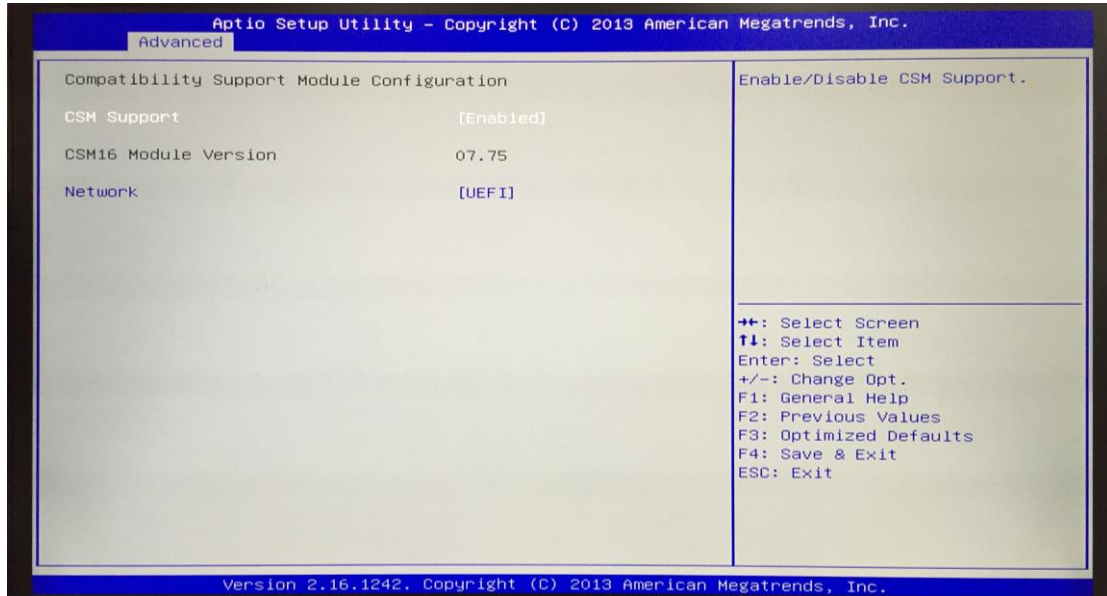 Aptio Setup Utility – Copyright (C) 2013 American Megatrends, Inc.
Advanced
Compatibility Support Module Configuration
CSM Support [Enabled]
CSM16 Module Version 07.75
Network [UEFI]
Enable/Disable CSM Support.
→←: Select Screen
↑↓: Select Item
Enter: Select
+/-: Change Opt.
F1: General Help
F2: Previous Values
F3: Optimized Defaults
F4: Save & Exit
ESC: Exit
Version 2.16.1242. Copyright (C) 2013 American Megatrends, Inc.